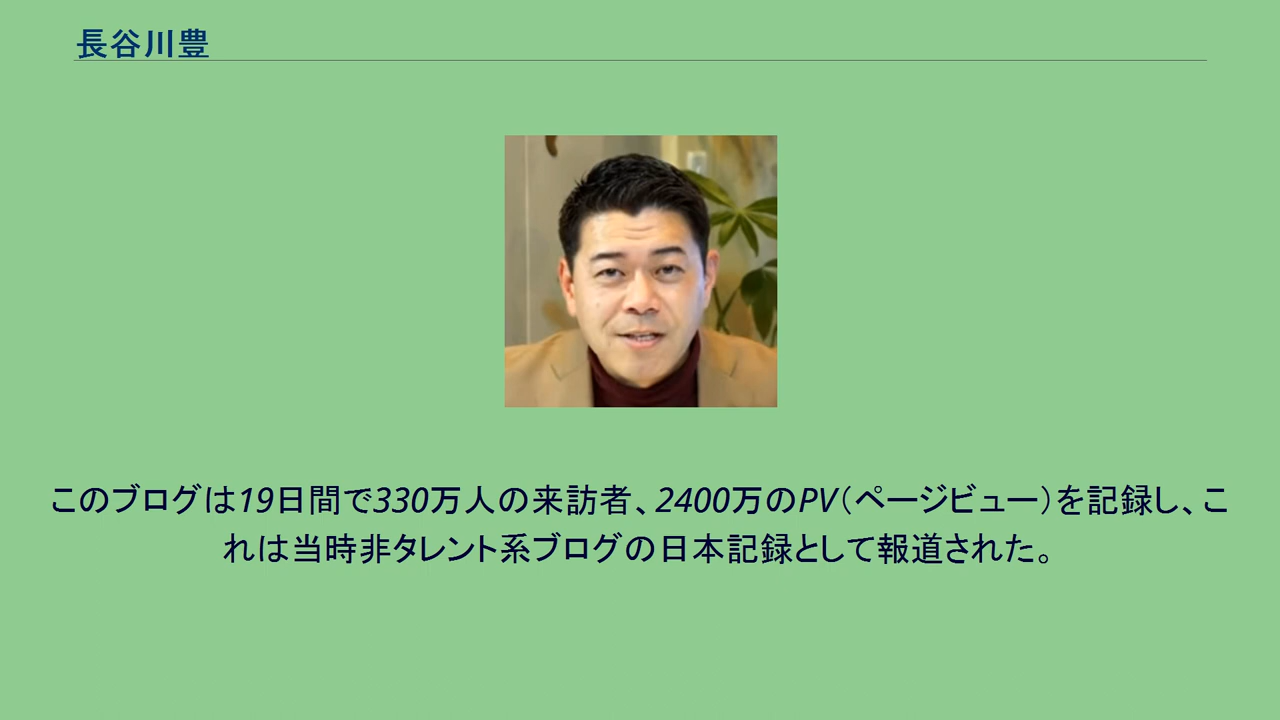 長谷川豊
このブログは19日間で330万人の来訪者、2400万のPV（ページビュー）を記録し、こ
れは当時非タレント系ブログの日本記録として報道された。